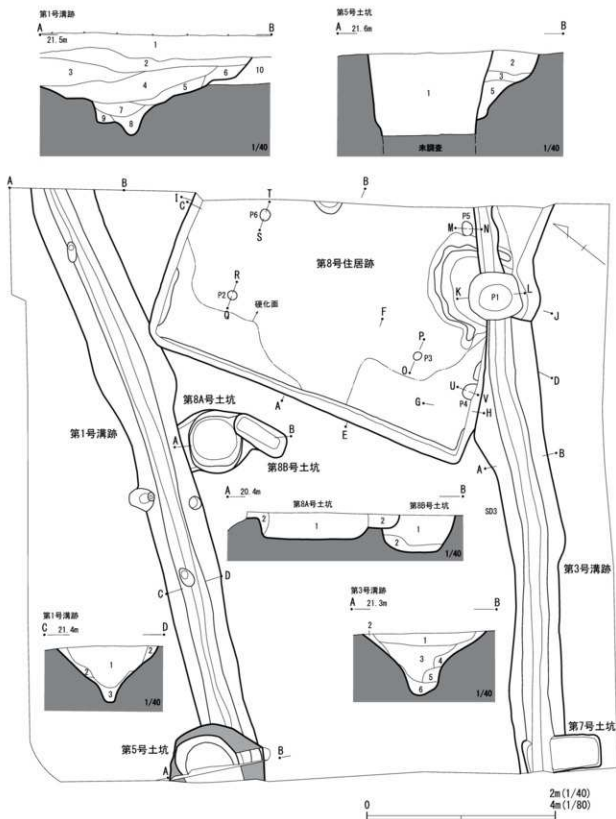 第1号溝跡
A B
21.5m
1
2
3
4
5
6
10
7
8
9
1/40
第5号土坑
A B
21.6m
1
2
3
5
未調査
1/40
A
B
I
C
T
P6
S
B
P5
M N
第8号住居跡
R
P2
Q
硬化面
F
K
P1
L
J
P
P3
O
U
P4
V
G
H
D
A'
E
第8A号土坑
第1号溝跡
A
B
第8B号土坑
A
B
SD3
A B
20.4m
第8A号土坑 第8B号土坑
2 1 2 1
2
1/40
第3号溝跡
C
D
第1号溝跡
C D
21.4m
1
2
2
3
1/40
第3号溝跡
A B
21.3m
2
1
3
4
5
6
1/40
第5号土坑
A
B
第7号土坑
2m(1/40)
0 4m(1/80)